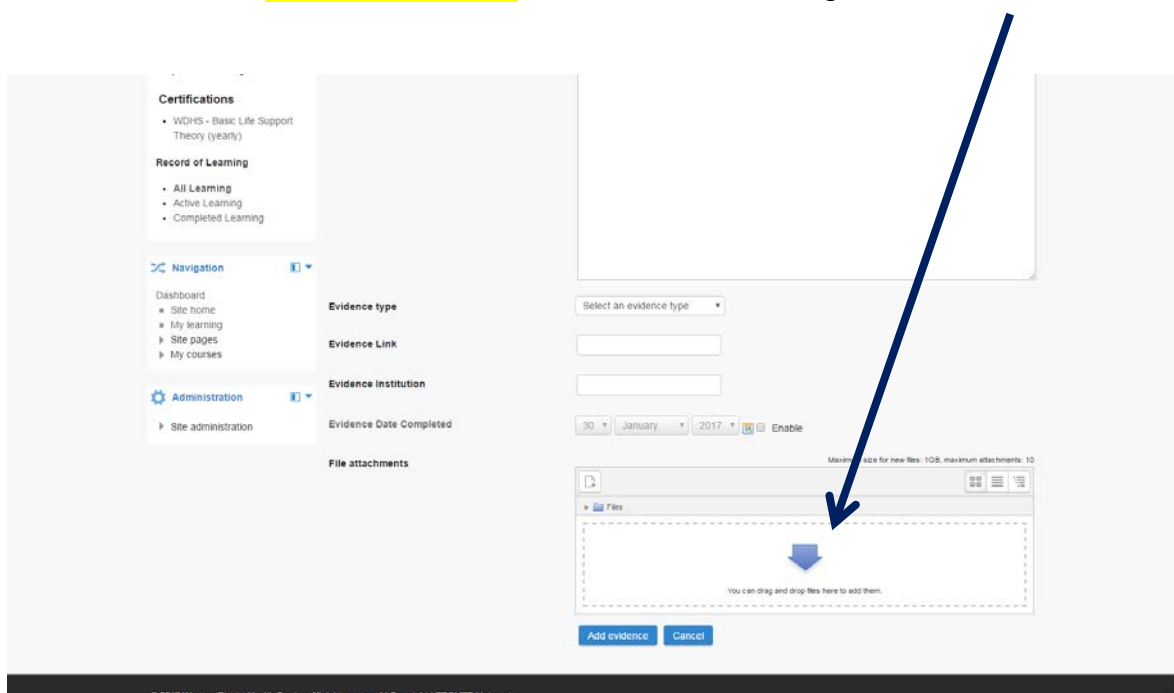 Certifications
WDHS - Basic Life Support
Theory (yearly)
Record of Learning
All Learning
Active Learning
Completed Learning
Navigation
Dashboard
Site home
My learning
Site pages
My courses
Administration
Site administration
Evidence type
Select an evidence type
Evidence Link
Evidence Institution
Evidence Date Completed
30 January 2017 Enable
File attachments
size for new files: 1GB, maximum attachments: 10
Files
You can drag and drop files here to add them.
Add evidence Cancel